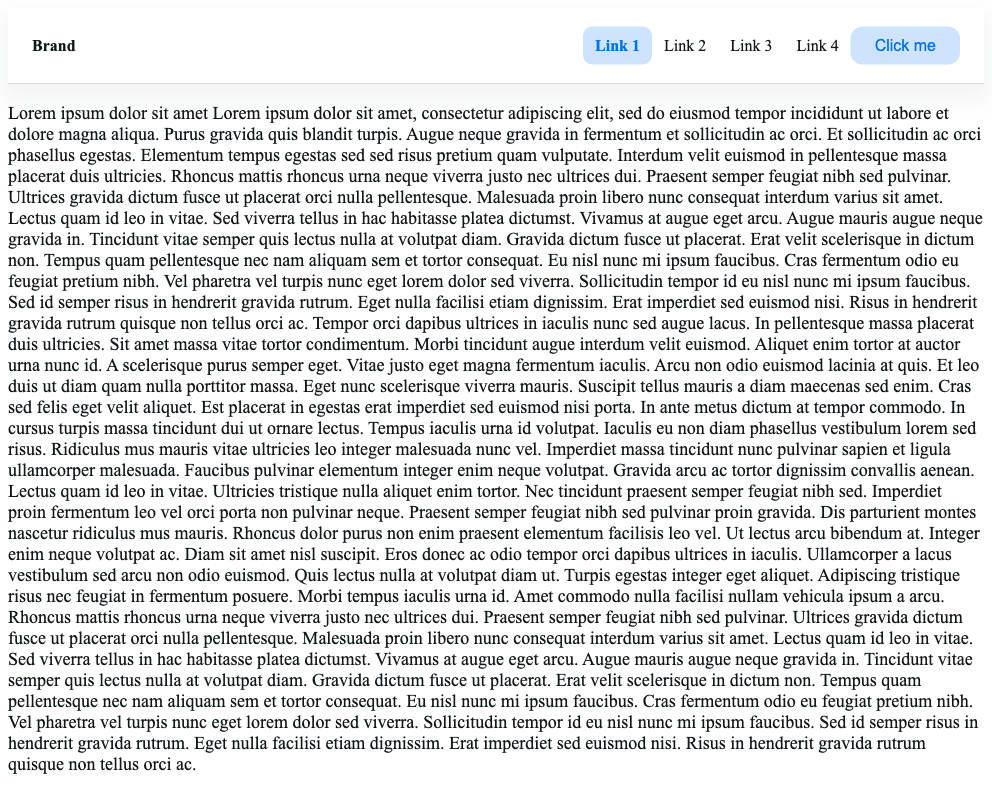 Brand Link 1 Link 2 Link 3 Link 4 Click me
Lorem ipsum dolor sit amet Lorem ipsum dolor sit amet, consectetur adipiscing elit, sed do eiusmod tempor incididunt ut labore et
dolore magna aliqua. Purus gravida quis blandit turpis. Augue neque gravida in fermentum et sollicitudin ac orci. Et sollicitudin ac orci
phasellus egestas. Elementum tempus egestas sed sed risus pretium quam vulputate. Interdum velit euismod in pellentesque massa
placerat duis ultricies. Rhoncus mattis rhoncus urna neque viverra justo nec ultrices dui. Praesent semper feugiat nibh sed pulvinar.
Ultrices gravida dictum fusce ut placerat orci nulla pellentesque. Malesuada proin libero nunc consequat interdum varius sit amet.
Lectus quam id leo in vitae. Sed viverra tellus in hac habitasse platea dictumst. Vivamus at augue eget arcu. Augue mauris augue neque
gravida in. Tincidunt vitae semper quis lectus nulla at volutpat diam. Gravida dictum fusce ut placerat. Erat velit scelerisque in dictum
non. Tempus quam pellentesque nec nam aliquam sem et tortor consequat. Eu nisl nunc mi ipsum faucibus. Cras fermentum odio eu
feugiat pretium nibh. Vel pharetra vel turpis nunc eget lorem dolor sed viverra. Sollicitudin tempor id eu nisl nunc mi ipsum faucibus.
Sed id semper risus in hendrerit gravida rutrum. Eget nulla facilisi etiam dignissim. Erat imperdiet sed euismod nisi. Risus in hendrerit
gravida rutrum quisque non tellus orci ac. Tempor orci dapibus ultrices in iaculis nunc sed augue lacus. In pellentesque massa placerat
duis ultricies. Sit amet massa vitae tortor condimentum. Morbi tincidunt augue interdum velit euismod. Aliquet enim tortor at auctor
urna nunc id. A scelerisque purus semper eget. Vitae justo eget magna fermentum iaculis. Arcu non odio euismod lacinia at quis. Et leo
duis ut diam quam nulla porttitor massa. Eget nunc scelerisque viverra mauris. Suscipit tellus mauris a diam maecenas sed enim. Cras
sed felis eget velit aliquet. Est placerat in egestas erat imperdiet sed euismod nisi porta. In ante metus dictum at tempor commodo. In
cursus turpis massa tincidunt dui ut ornare lectus. Tempus iaculis urna id volutpat. Iaculis eu non diam phasellus vestibulum lorem sed
risus. Ridiculus mus mauris vitae ultricies leo integer malesuada nunc vel. Imperdiet massa tincidunt nunc pulvinar sapien et ligula
ullamcorper malesuada. Faucibus pulvinar elementum integer enim neque volutpat. Gravida arcu ac tortor dignissim convallis aenean.
Lectus quam id leo in vitae. Ultricies tristique nulla aliquet enim tortor. Nec tincidunt praesent semper feugiat nibh sed. Imperdiet
proin fermentum leo vel orci porta non pulvinar neque. Praesent semper feugiat nibh sed pulvinar proin gravida. Dis parturient montes
nascetur ridiculus mus mauris. Rhoncus dolor purus non enim praesent elementum facilisis leo vel. Ut lectus arcu bibendum at. Integer
enim neque volutpat ac. Diam sit amet nisl suscipit. Eros donec ac odio tempor orci dapibus ultrices in iaculis. Ullamcorper a lacus
vestibulum sed arcu non odio euismod. Quis lectus nulla at volutpat diam ut. Turpis egestas integer eget aliquet. Adipiscing tristique
risus nec feugiat in fermentum posuere. Morbi tempus iaculis urna id. Amet commodo nulla facilisi nullam vehicula ipsum a arcu.
Rhoncus mattis rhoncus urna neque viverra justo nec ultrices dui. Praesent semper feugiat nibh sed pulvinar. Ultrices gravida dictum
fusce ut placerat orci nulla pellentesque. Malesuada proin libero nunc consequat interdum varius sit amet. Lectus quam id leo in vitae.
Sed viverra tellus in hac habitasse platea dictumst. Vivamus at augue eget arcu. Augue mauris augue neque gravida in. Tincidunt vitae
semper quis lectus nulla at volutpat diam. Gravida dictum fusce ut placerat. Erat velit scelerisque in dictum non. Tempus quam
pellentesque nec nam aliquam sem et tortor consequat. Eu nisl nunc mi ipsum faucibus. Cras fermentum odio eu feugiat pretium nibh.
Vel pharetra vel turpis nunc eget lorem dolor sed viverra. Sollicitudin tempor id eu nisl nunc mi ipsum faucibus. Sed id semper risus in
hendrerit gravida rutrum. Eget nulla facilisi etiam dignissim. Erat imperdiet sed euismod nisi. Risus in hendrerit gravida rutrum
quisque non tellus orci ac.